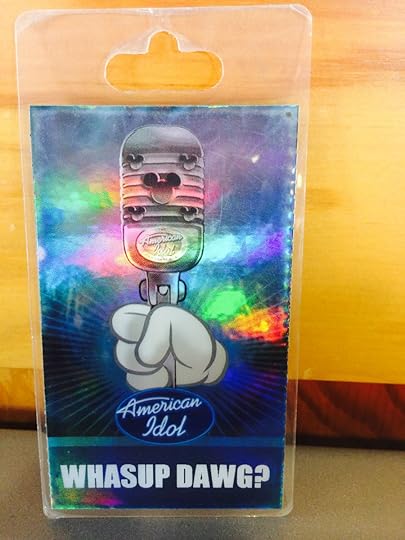 American
Idol
American
Idol
WHASUP DAWG?